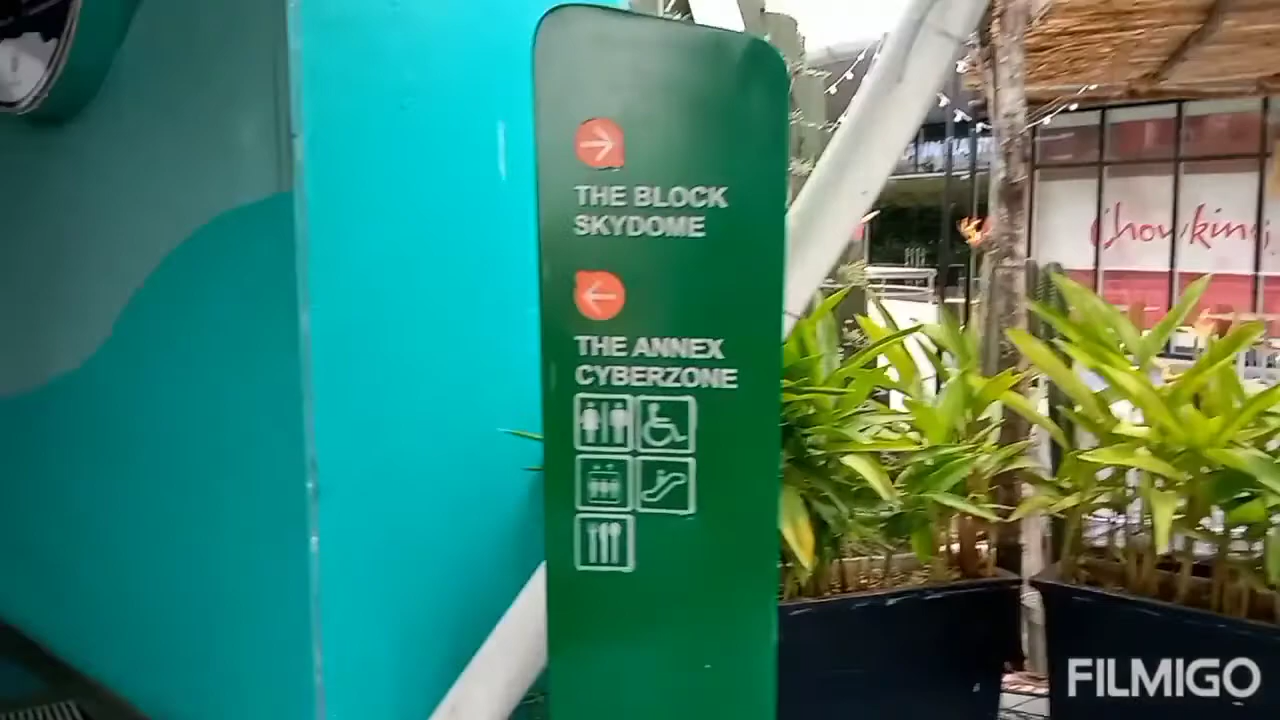 THE BLOCK
SKYDOME
THE ANNEX
CYBERZONE
Chowking
FILMIGO